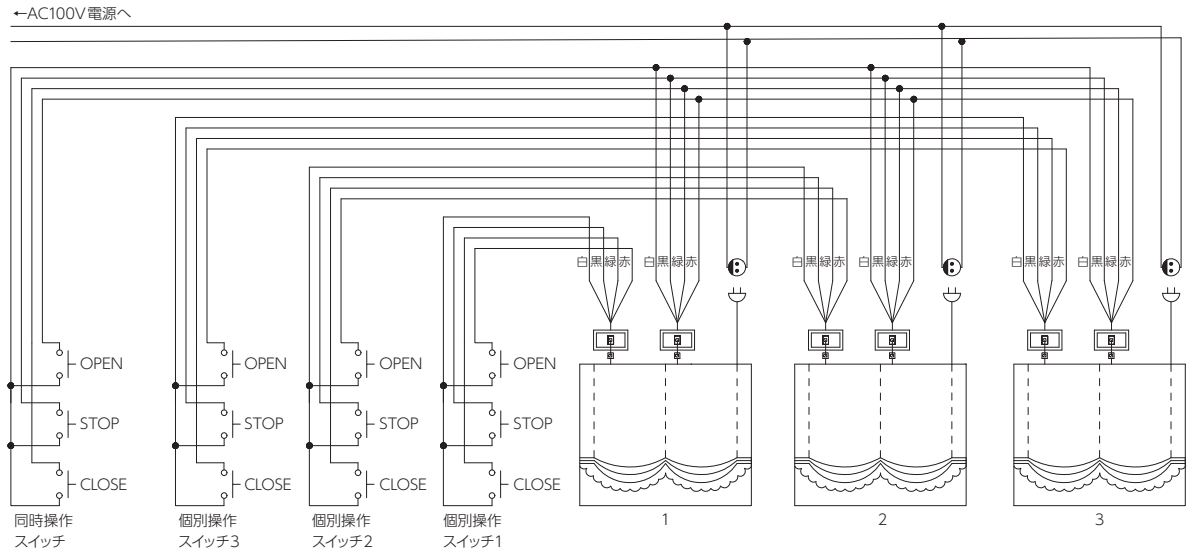 ←AC100V電源へ
白黒緑赤
白黒緑赤
白黒緑赤
白黒緑赤
白黒緑赤
白黒緑赤
OPEN
OPEN
OPEN
OPEN
STOP
STOP
STOP
STOP
CLOSE
CLOSE
CLOSE
CLOSE
同時操作
スイッチ
個別操作
スイッチ3
個別操作
スイッチ2
個別操作
スイッチ1
1
2
3